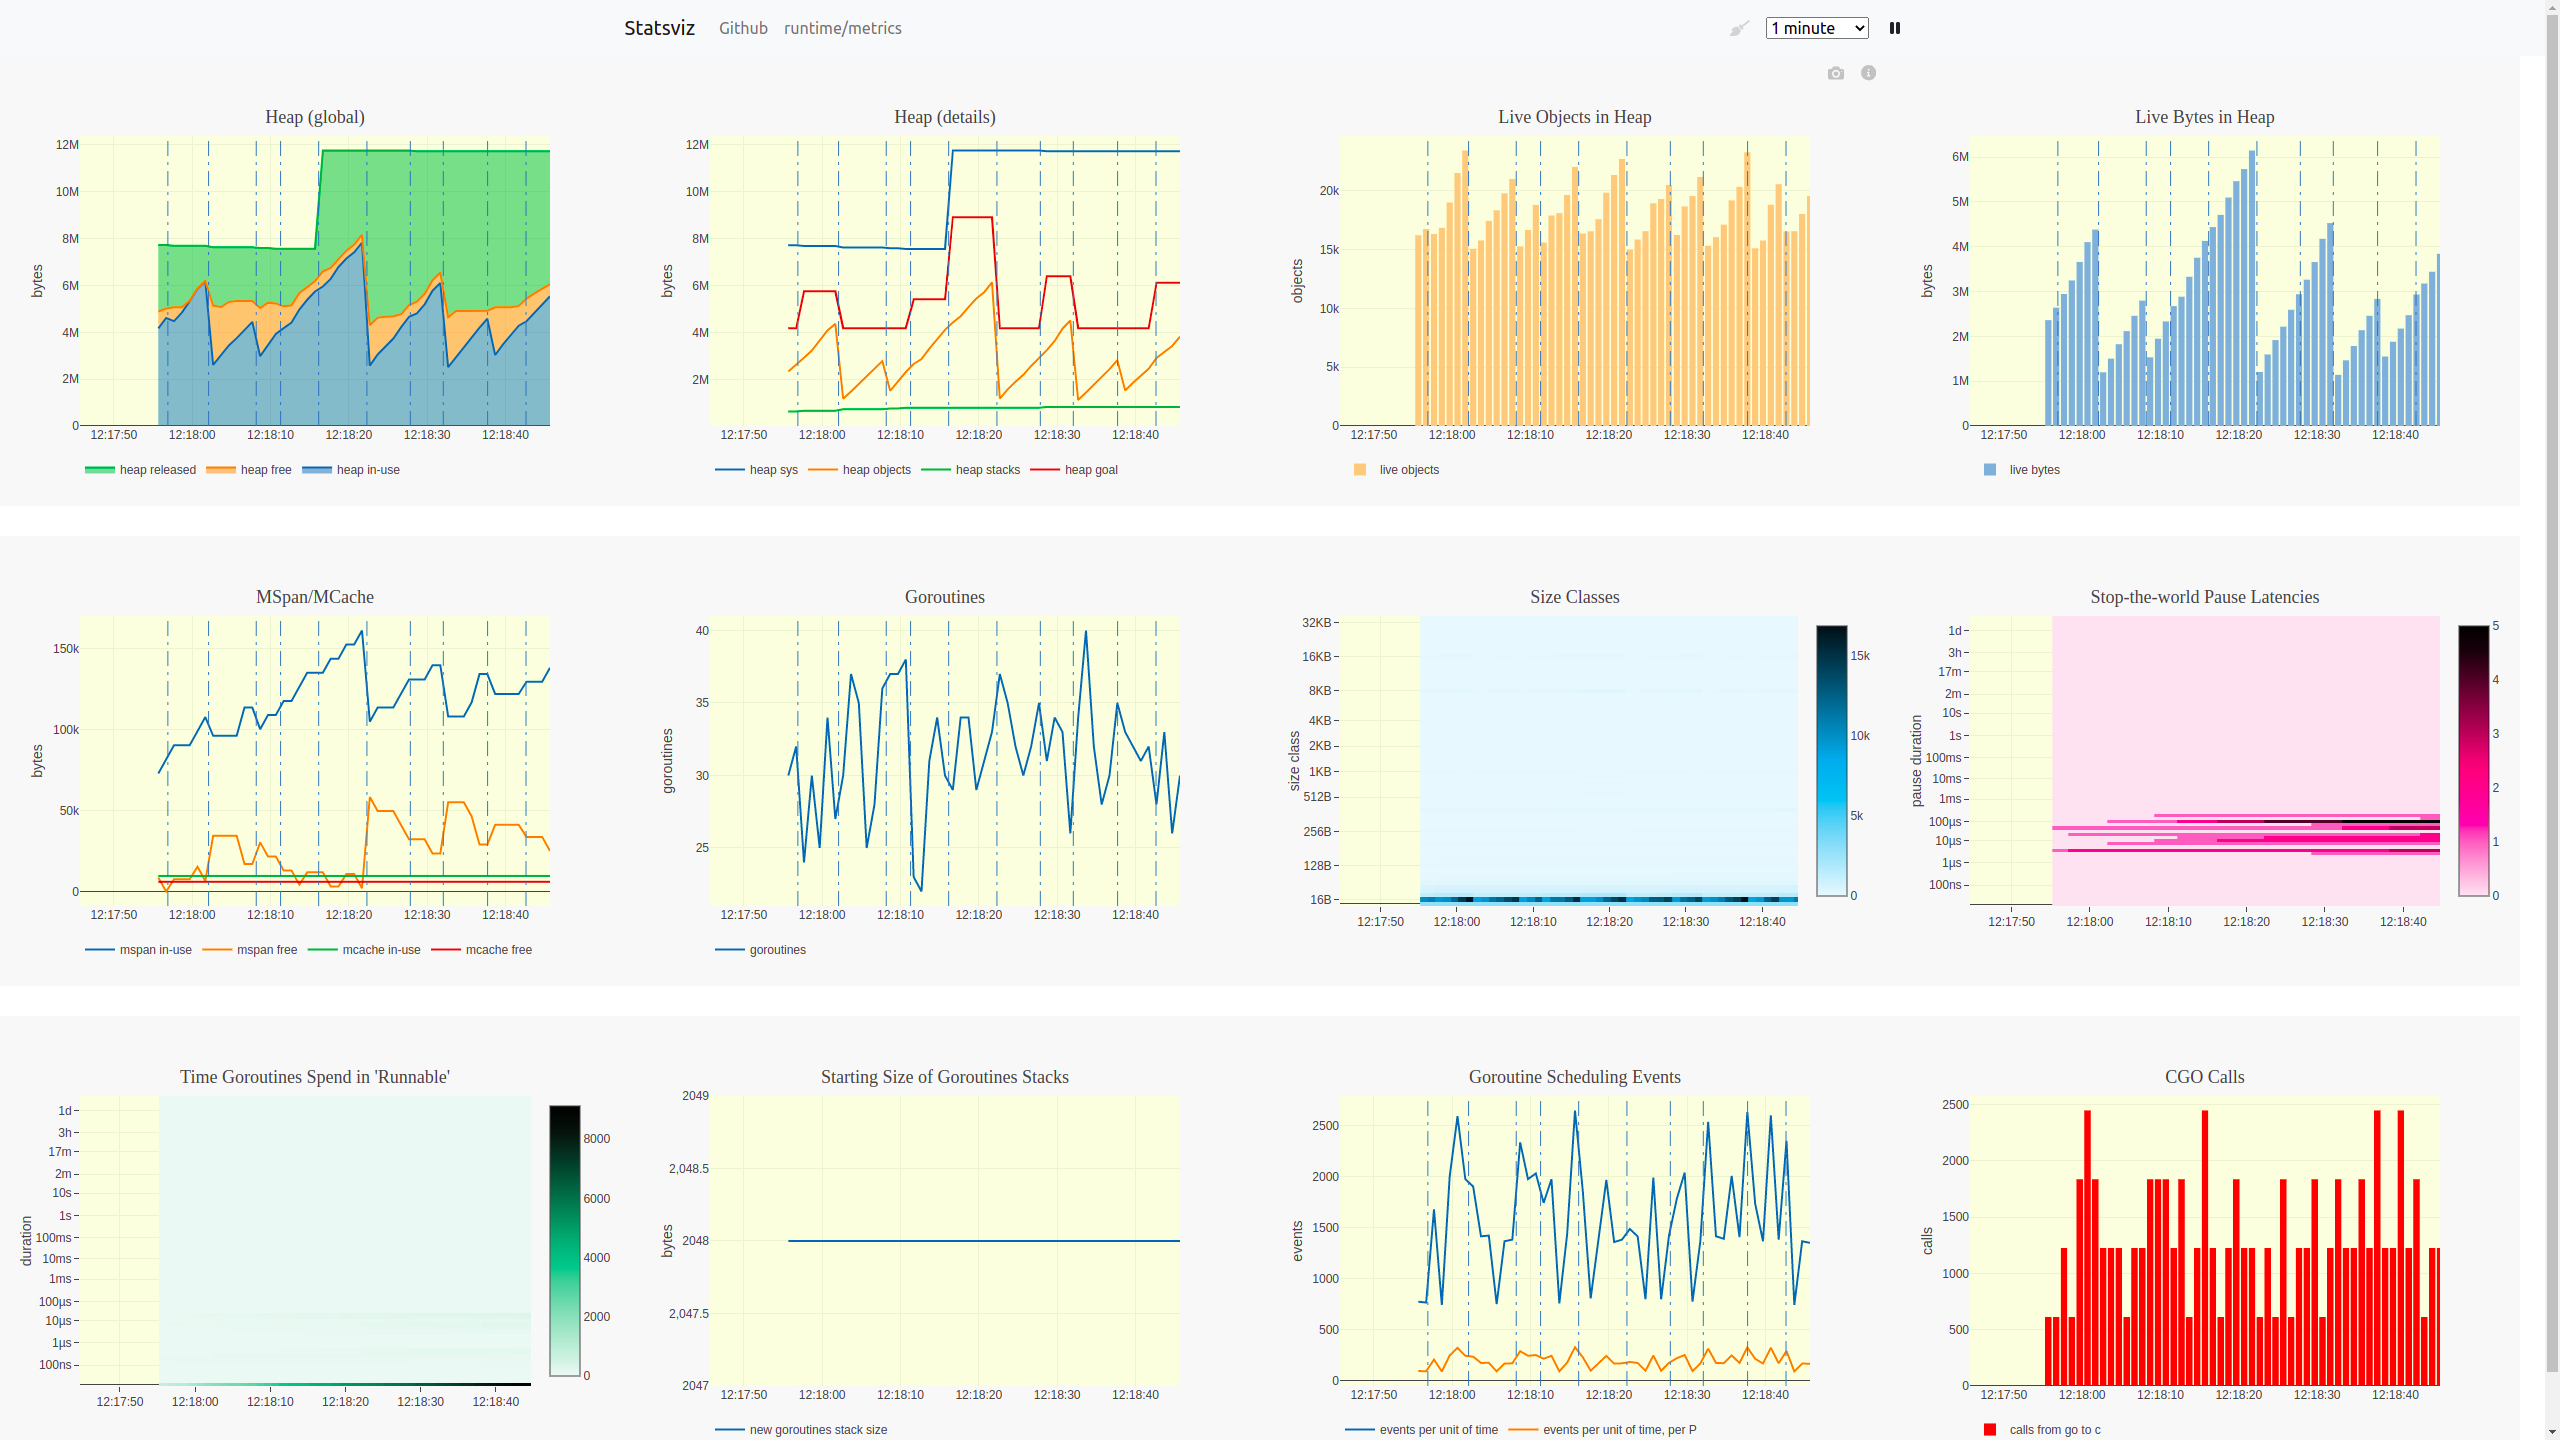 Statsviz Github runtime/metrics 1 minute
Heap (global)
12M
10M
8M
6M
4M
2M
0
bytes
12:17:50 12:18:00 12:18:10 12:18:20 12:18:30 12:18:40
heap released heap free heap in-use
Heap (details)
12M
10M
8M
6M
4M
2M
bytes
12:17:50 12:18:00 12:18:10 12:18:20 12:18:30 12:18:40
heap sys heap objects heap stacks heap goal
Live Objects in Heap
20k
15k
10k
5k
0
objects
12:17:50 12:18:00 12:18:10 12:18:20 12:18:30 12:18:40
live objects
Live Bytes in Heap
6M
5M
4M
3M
2M
1M
0
bytes
12:17:50 12:18:00 12:18:10 12:18:20 12:18:30 12:18:40
live bytes
MSpan/MCache
150k
100k
50k
0
bytes
12:17:50 12:18:00 12:18:10 12:18:20 12:18:30 12:18:40
mspan in-use mspan free mcache in-use mcache free
Goroutines
40
35
30
25
goroutines
12:17:50 12:18:00 12:18:10 12:18:20 12:18:30 12:18:40
goroutines
Size Classes
32KB
16KB
8KB
4KB
2KB
1KB
512B
256B
128B
16B
size class
12:17:50 12:18:00 12:18:10 12:18:20 12:18:30 12:18:40
15k
10k
5k
0
Stop-the-world Pause Latencies
1d
3h
17m
2m
10s
1s
100ms
10ms
1ms
100µs
10µs
1µs
100ns
pause duration
12:17:50 12:18:00 12:18:10 12:18:20 12:18:30 12:18:40
5
4
3
2
1
0
Time Goroutines Spend in 'Runnable'
1d
3h
17m
2m
10s
1s
100ms
10ms
1ms
100µs
10µs
1µs
100ns
duration
12:17:50 12:18:00 12:18:10 12:18:20 12:18:30 12:18:40
8000
6000
4000
2000
0
Starting Size of Goroutines Stacks
2049
2,048.5
2048
2,047.5
2047
bytes
12:17:50 12:18:00 12:18:10 12:18:20 12:18:30 12:18:40
new goroutines stack size
Goroutine Scheduling Events
2500
2000
1500
1000
500
0
events
12:17:50 12:18:00 12:18:10 12:18:20 12:18:30 12:18:40
events per unit of time events per unit of time, per P
CGO Calls
2500
2000
1500
1000
500
0
calls
12:17:50 12:18:00 12:18:10 12:18:20 12:18:30 12:18:40
calls from go to c